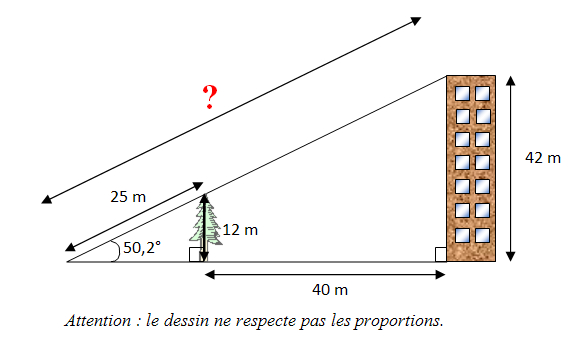 ?
25 m
42 m
12 m
50,2°
40 m
Attention : le dessin ne respecte pas les proportions.